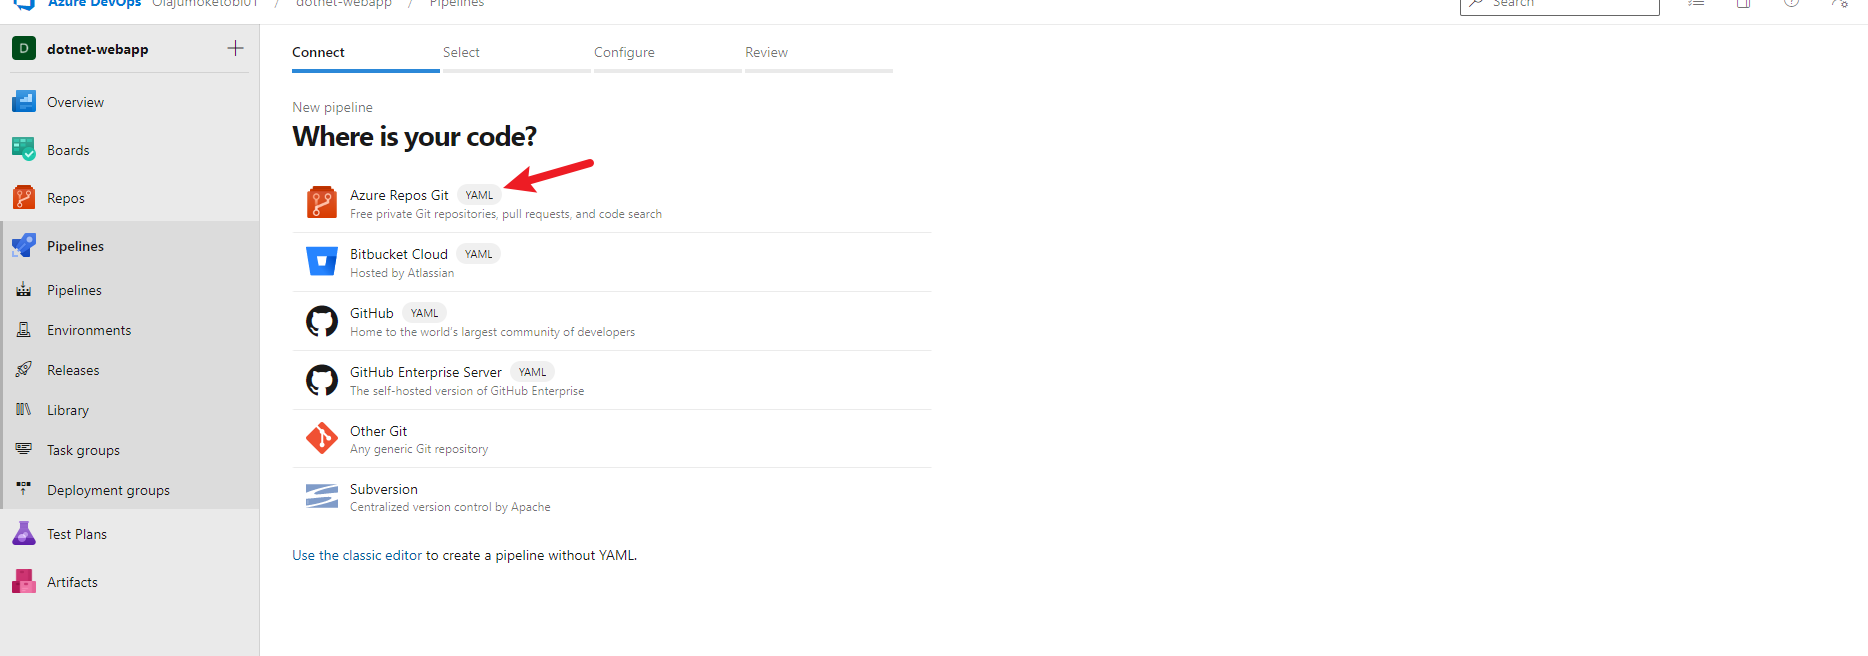 Azure DevOps Olajumoketobi01 / dotnet-webapp / Pipelines
Search
D dotnet-webapp
Overview
Boards
Repos
Pipelines
Pipelines
Environments
Releases
Library
Task groups
Deployment groups
Test Plans
Artifacts
Connect Select Configure Review
New pipeline
Where is your code?
Azure Repos Git YAML
Free private Git repositories, pull requests, and code search
Bitbucket Cloud YAML
Hosted by Atlassian
GitHub YAML
Home to the world's largest community of developers
GitHub Enterprise Server YAML
The self-hosted version of GitHub Enterprise
Other Git
Any generic Git repository
Subversion
Centralized version control by Apache
Use the classic editor to create a pipeline without YAML.